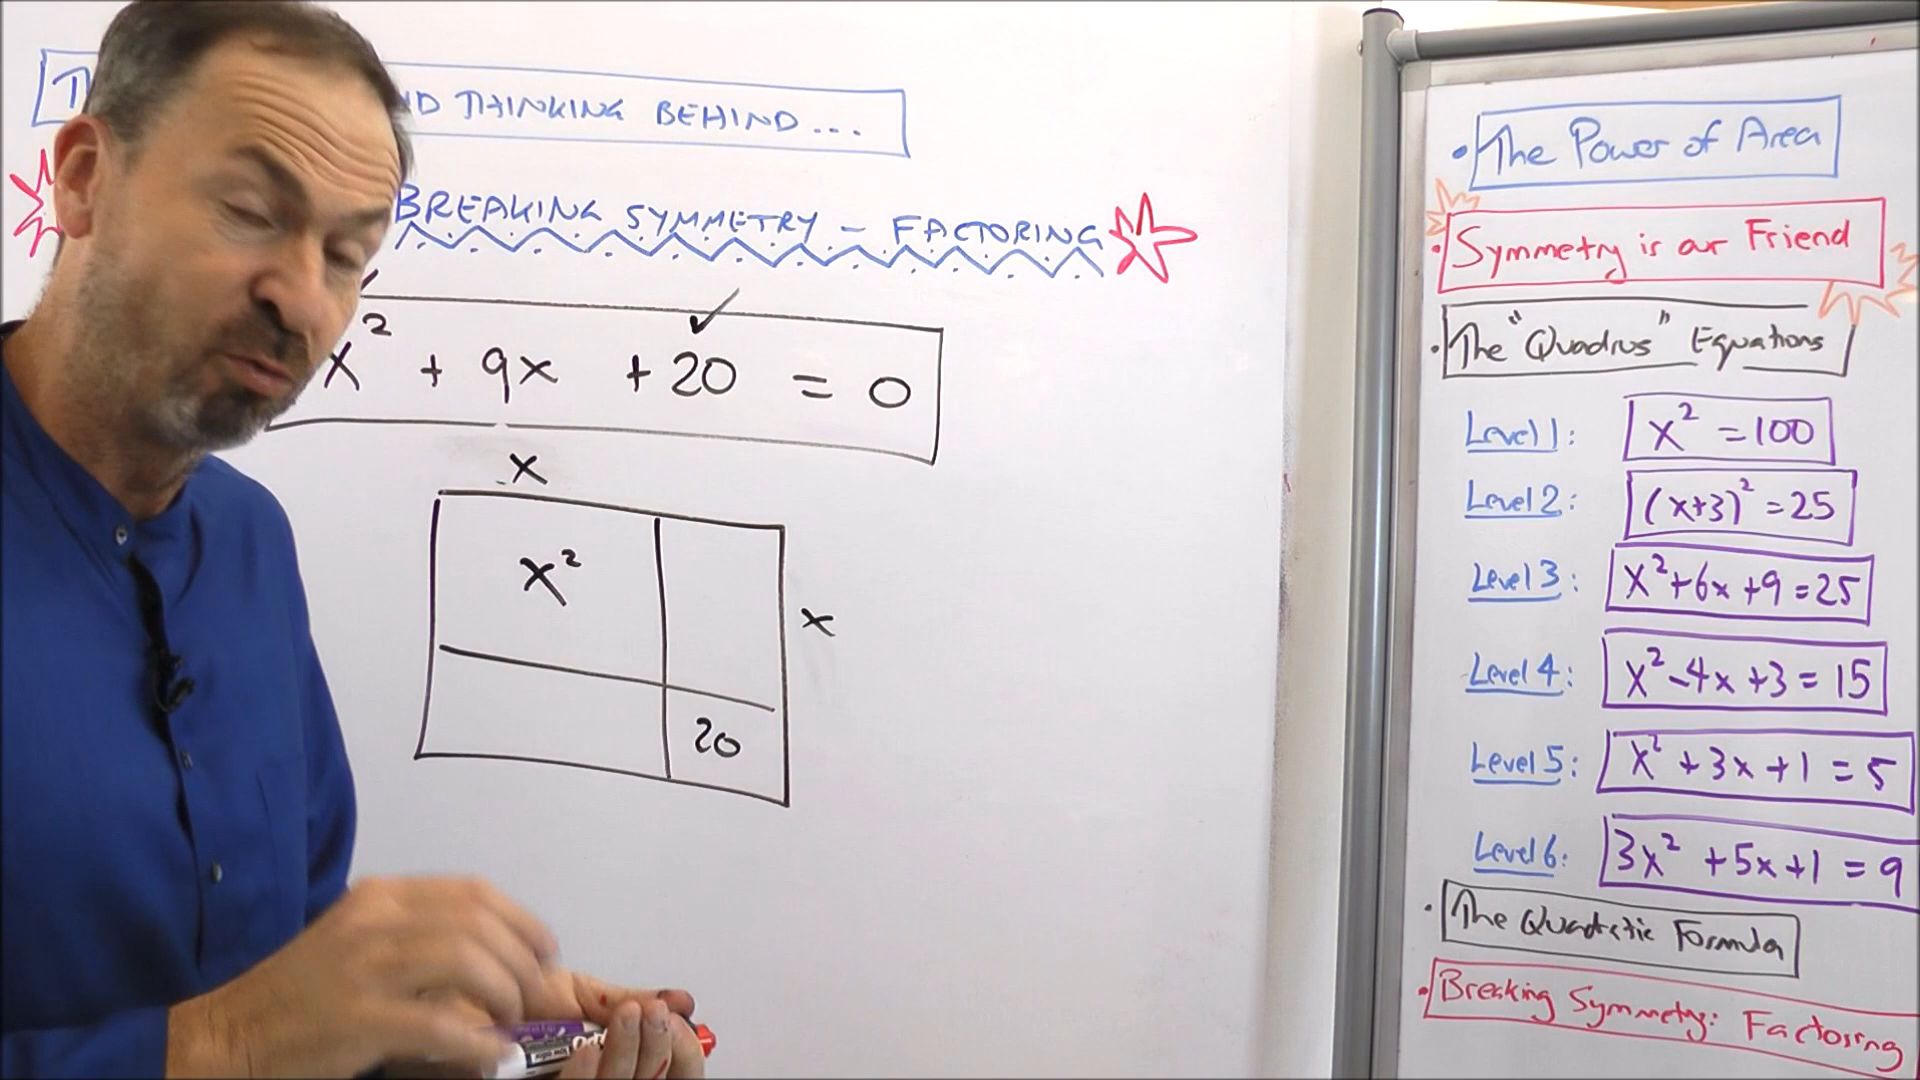 THINKING BEHIND...
BREAKING SYMMETRY - FACTORING
x² + 9x + 20 = 0
x
x²
x
20
• The Power of Area
• Symmetry is our Friend
• The "Quadrus" Equations
Level 1: x² = 100
Level 2: (x+3)² = 25
Level 3: x² + 6x + 9 = 25
Level 4: x² - 4x + 3 = 15
Level 5: x² + 3x + 1 = 5
Level 6: 3x² + 5x + 1 = 9
• The Quadratic Formula
• Breaking Symmetry: Factoring